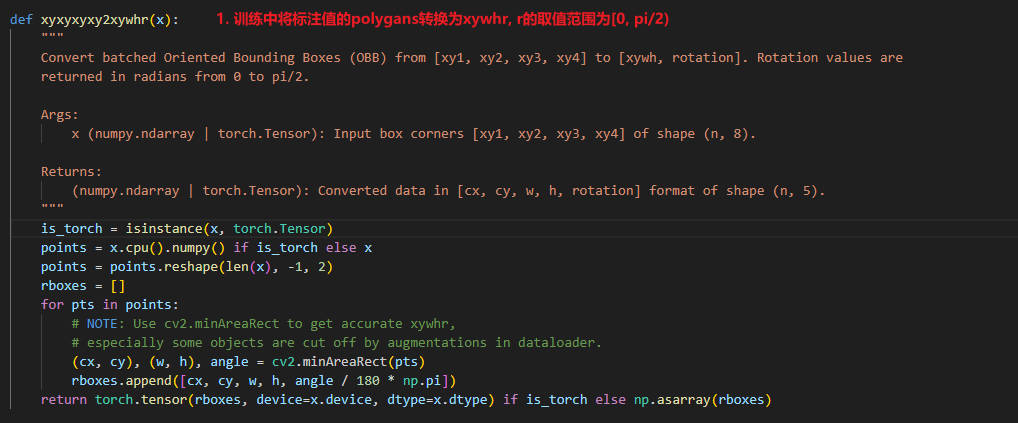 def xyxyxyxy2xywhr(x): 1. 训练中将标注值的polygans转换为xywhr, r的取值范围为[0, pi/2)
"""
Convert batched Oriented Bounding Boxes (OBB) from [xy1, xy2, xy3, xy4] to [xywh, rotation]. Rotation values are
returned in radians from 0 to pi/2.

Args:
x (numpy.ndarray | torch.Tensor): Input box corners [xy1, xy2, xy3, xy4] of shape (n, 8).

Returns:
(numpy.ndarray | torch.Tensor): Converted data in [cx, cy, w, h, rotation] format of shape (n, 5).
"""
is_torch = isinstance(x, torch.Tensor)
points = x.cpu().numpy() if is_torch else x
points = points.reshape(len(x), -1, 2)
rboxes = []
for pts in points:
# NOTE: Use cv2.minAreaRect to get accurate xywhr,
# especially some objects are cut off by augmentations in dataloader.
(cx, cy), (w, h), angle = cv2.minAreaRect(pts)
rboxes.append([cx, cy, w, h, angle / 180 * np.pi])
return torch.tensor(rboxes, device=x.device, dtype=x.dtype) if is_torch else np.asarray(rboxes)